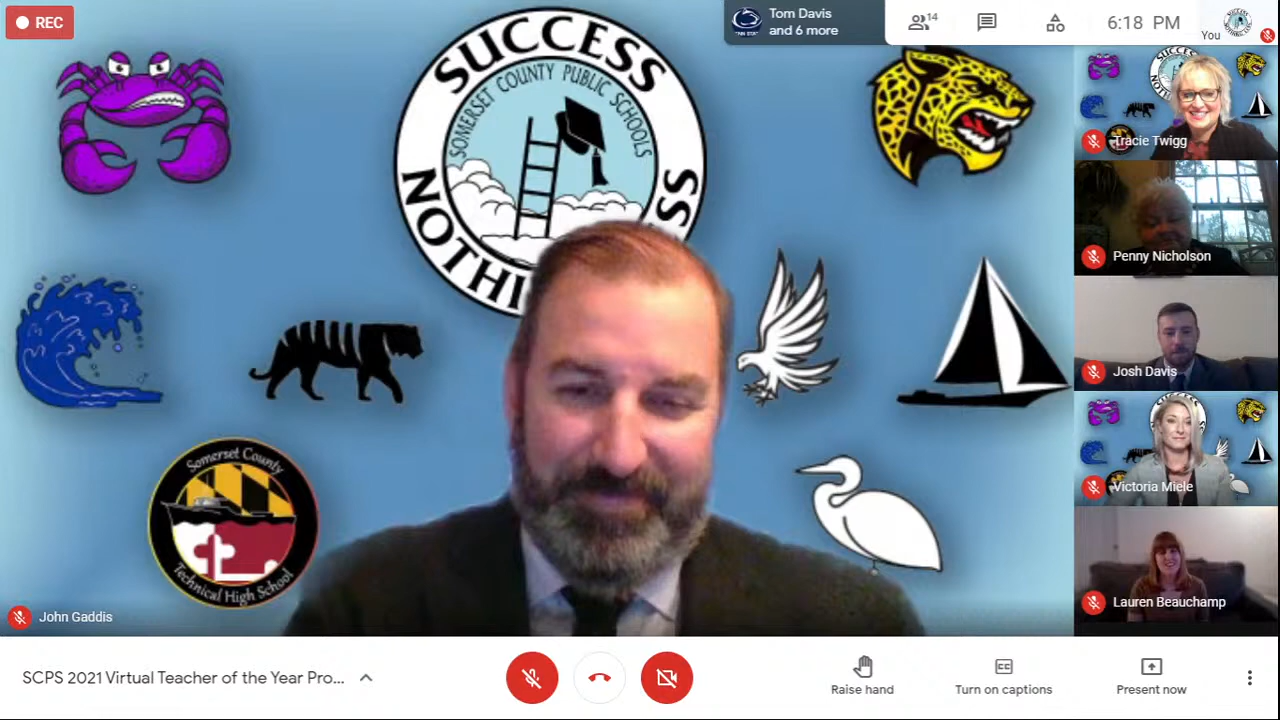 REC
Tom Davis
and 6 more
14
6:18 PM
You
SUCCESS
SOMERSET COUNTY PUBLIC SCHOOLS
NOTHI
SS
Somerset County
Technical High School
John Gaddis
Tracie Twigg
Penny Nicholson
Josh Davis
Victoria Miele
Lauren Beauchamp
SCPS 2021 Virtual Teacher of the Year Pro...
Raise hand
Turn on captions
Present now